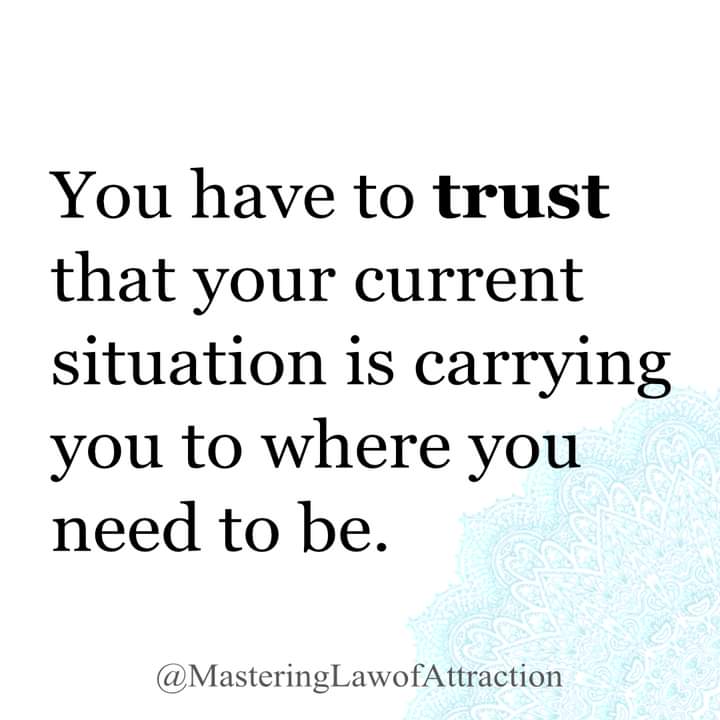 You have to trust
that your current
situation is carrying
you to where you
need to be.
@MasteringLawofAttraction